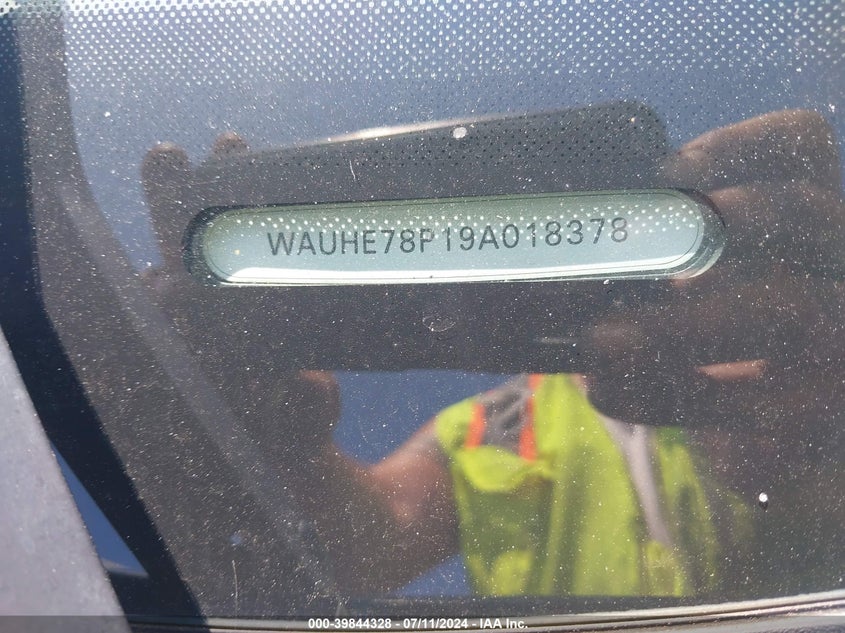 WAUHE78P19A018378
000-39844328 - 07/11/2024 - IAA Inc.